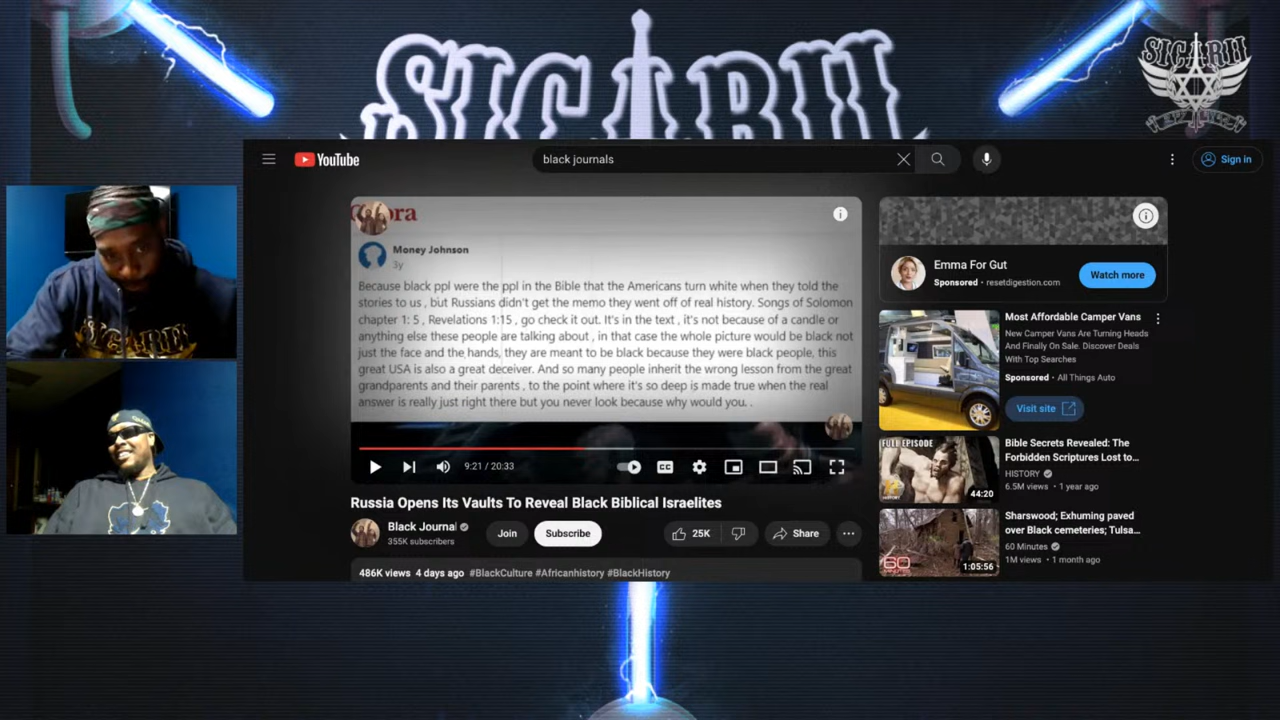 SICARII
SICARII
YouTube
black journals
Sign in
ora
Money Johnson
3y
Because black ppl were the ppl in the Bible that the Americans turn white when they told the
stories to us , but Russians didn't get the memo they went off of real history. Songs of Solomon
chapter 1: 5 , Revelations 1:15 , go check it out. It's in the text , it's not because of a candle or
anything else these people are talking about , in that case the whole picture would be black not
just the face and the hands, they are meant to be black because they were black people, this
great USA is also a great deceiver. And so many people inherit the wrong lesson from the great
grandparents and their parents , to the point where it's so deep is made true when the real
answer is really just right there but you never look because why would you. .
9:21 / 20:33
CC
Russia Opens Its Vaults To Reveal Black Biblical Israelites
Black Journal
355K subscribers
Join
Subscribe
25K
Share
486K views 4 days ago #BlackCulture #Africanhistory #BlackHistory
Emma For Gut
Sponsored • resetdigestion.com
Watch more
Most Affordable Camper Vans
New Camper Vans Are Turning Heads
And Finally On Sale. Discover Deals
With Top Searches
Sponsored • All Things Auto
Visit site
FULL EPISODE
44:20
Bible Secrets Revealed: The
Forbidden Scriptures Lost to...
HISTORY
6.5M views • 1 year ago
60
1:05:56
Sharswood; Exhuming paved
over Black cemeteries; Tulsa...
60 Minutes
1M views • 1 month ago